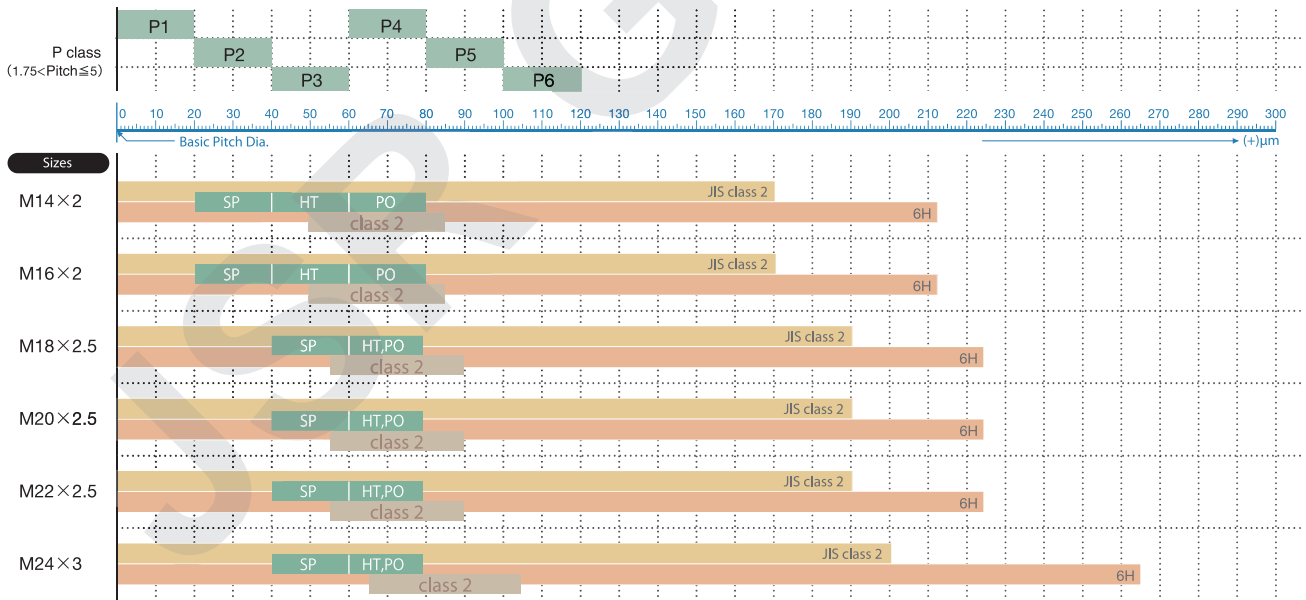 P1 P4
P class P2 P5
(1.75<Pitch≦5) P3 P6
0 10 20 30 40 50 60 70 80 90 100 110 120 130 140 150 160 170 180 190 200 210 220 230 240 250 260 270 280 290 300
Basic Pitch Dia. (+)μm
Sizes
JIS class 2
M14×2 SP HT PO
6H
class 2
JIS class 2
M16×2 SP HT PO
6H
class 2
JIS class 2
M18×2.5 SP HT,PO
6H
class 2
JIS class 2
M20×2.5 SP HT,PO
6H
class 2
JIS class 2
M22×2.5 SP HT,PO
6H
class 2
JIS class 2
M24×3 SP HT,PO
6H
class 2
JSR G